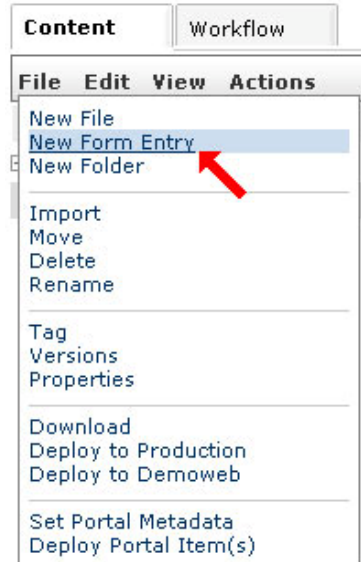 Content Workflow
File Edit View Actions
New File
New Form Entry
New Folder
Import
Move
Delete
Rename
Tag
Versions
Properties
Download
Deploy to Production
Deploy to Demoweb
Set Portal Metadata
Deploy Portal Item(s)